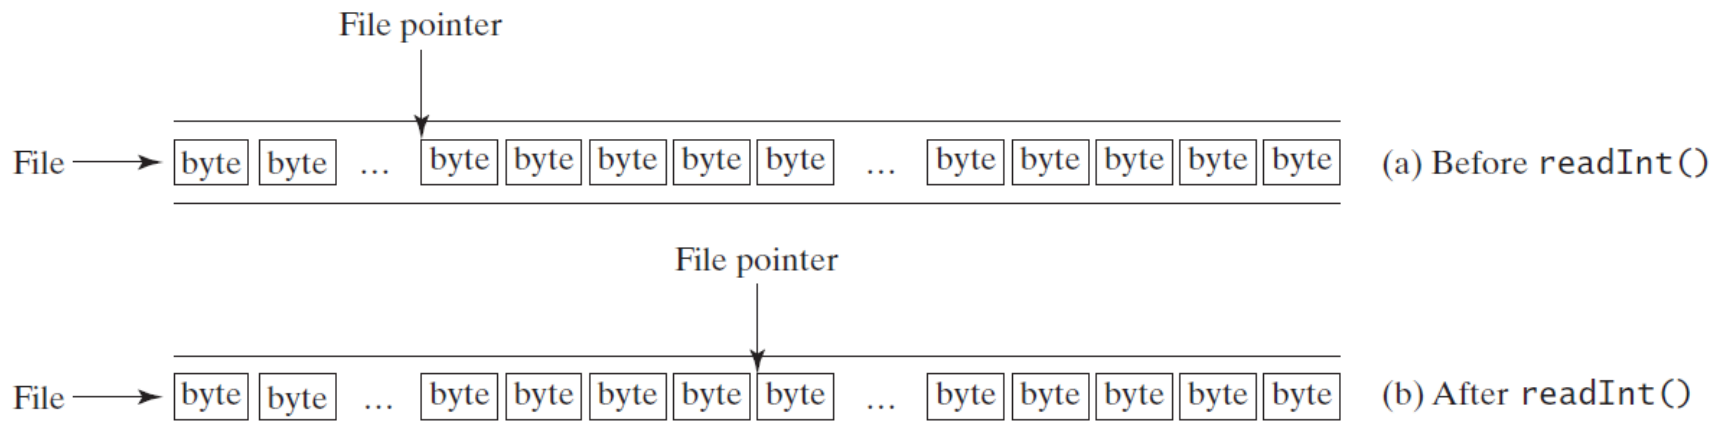 File pointer
File byte byte ... byte byte byte byte byte ... byte byte byte byte byte (a) Before readInt()
File pointer
File byte byte ... byte byte byte byte byte ... byte byte byte byte byte (b) After readInt()